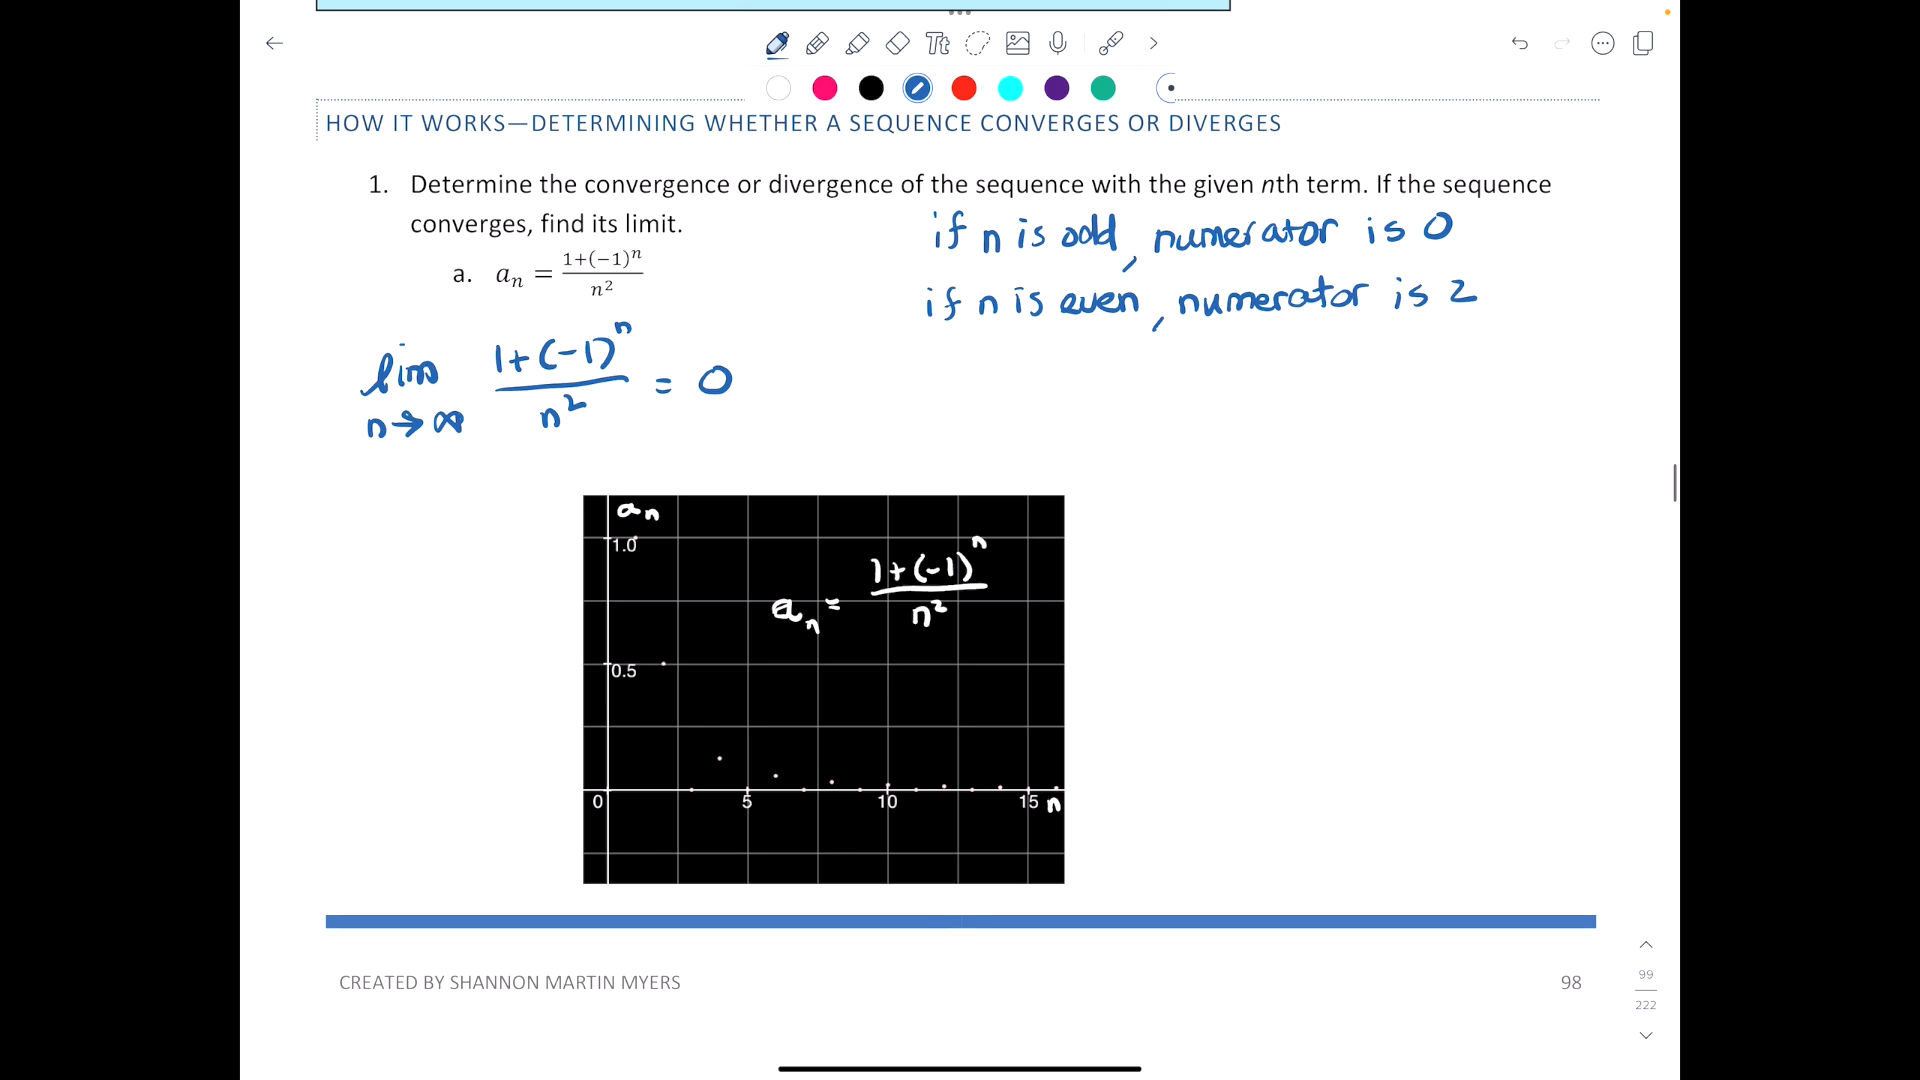 Tt
HOW IT WORKS—DETERMINING WHETHER A SEQUENCE CONVERGES OR DIVERGES
1. Determine the convergence or divergence of the sequence with the given nth term. If the sequence
converges, find its limit.
if n is odd, numerator is 0
a. aₙ = (1+(−1)ⁿ)/n²
if n is even, numerator is 2
lim n→∞ (1+(−1)ⁿ)/n² = 0
aₙ
1.0
aₙ = (1+(−1)ⁿ)/n²
0.5
0 5 10 15 n
CREATED BY SHANNON MARTIN MYERS 98
99
222